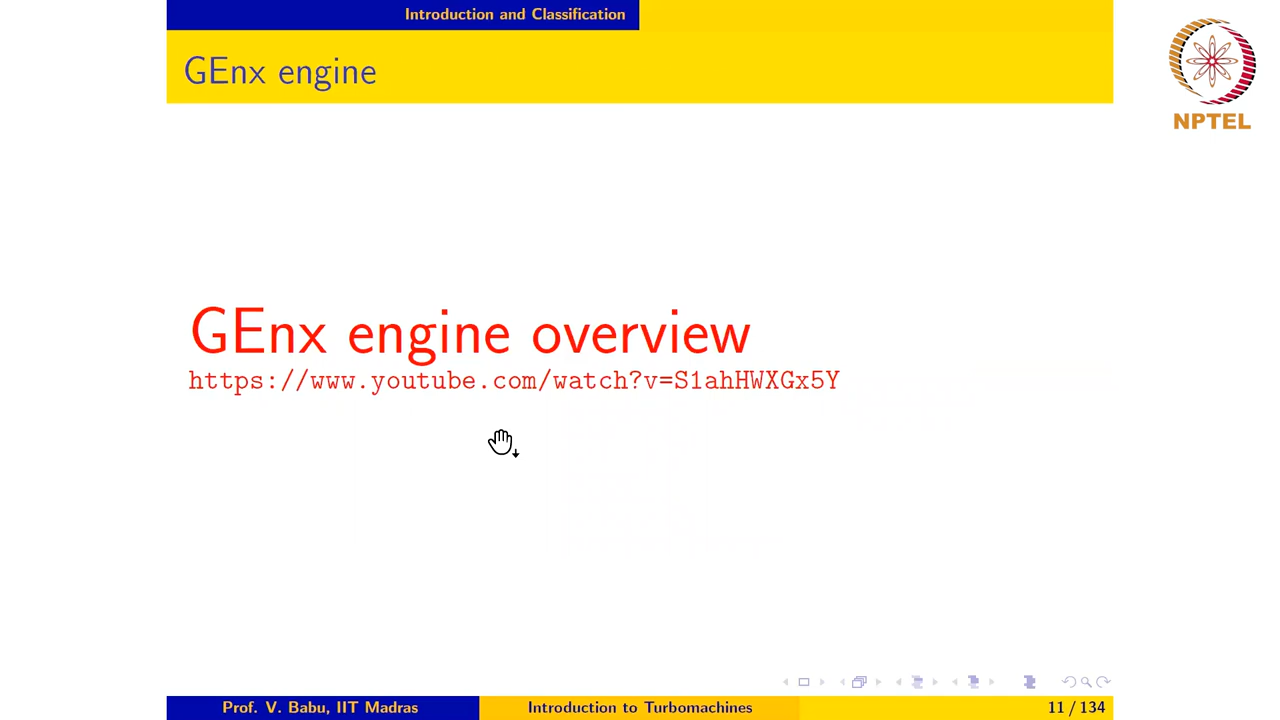 Introduction and Classification
GEnx engine
NPTEL
GEnx engine overview
https://www.youtube.com/watch?v=S1ahHWXGx5Y
Prof. V. Babu, IIT Madras
Introduction to Turbomachines
11 / 134